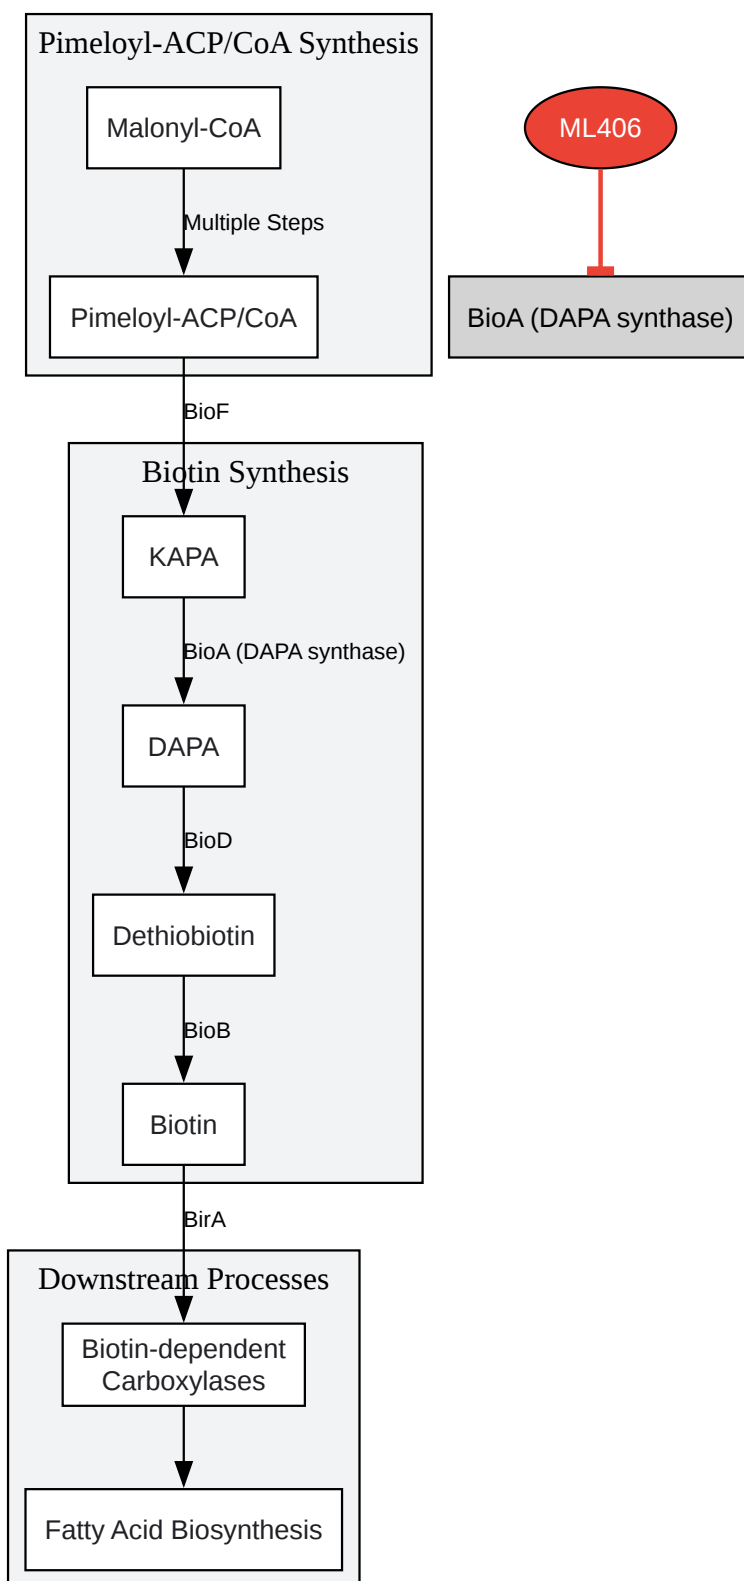 Pimeloyl-ACP/CoA Synthesis
Malonyl-CoA
ML406
Multiple Steps
Pimeloyl-ACP/CoA
BioA (DAPA synthase)
BioF
Biotin Synthesis
KAPA
BioA (DAPA synthase)
DAPA
BioD
Dethiobiotin
BioB
Biotin
BirA
Downstream Processes
Biotin-dependent
Carboxylases
Fatty Acid Biosynthesis